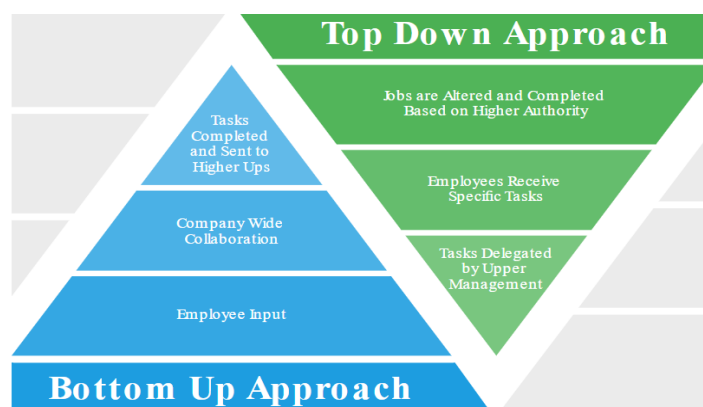 Top Down Approach
Jobs are Altered and Completed
Based on Higher Authority
Employees Receive
Specific Tasks
Tasks Delegated
by Upper
Management
Tasks
Completed
and Sent to
Higher Ups
Company Wide
Collaboration
Employee Input
Bottom Up Approach